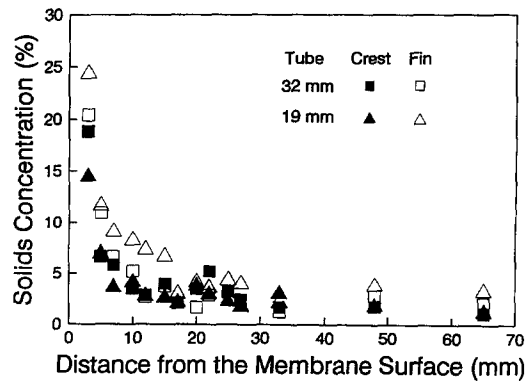 30
25
20
15
10
5
0
Solids Concentration (%)
Tube Crest Fin
32 mm
19 mm
0 10 20 30 40 50 60 70
Distance from the Membrane Surface (mm)